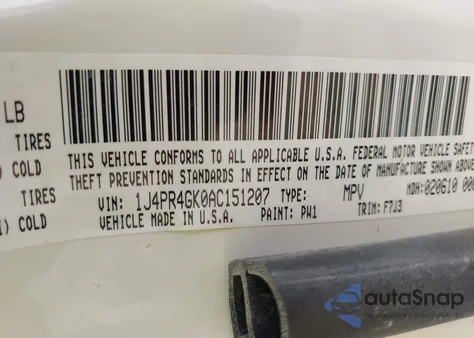 LB
TIRES
) COLD
TIRES
) COLD
THIS VEHICLE CONFORMS TO ALL APPLICABLE U.S.A. FEDERAL MOTOR VEHICLE SAFET
THEFT PREVENTION STANDARDS IN EFFECT ON THE DATE OF MANUFACTURE SHOWN ABOVE
VIN: 1J4PR4GK0AC151207 TYPE: MPV MDH: 020610 000
VEHICLE MADE IN U.S.A. PAINT: PW1 TRIM: F7J3
autoSnap